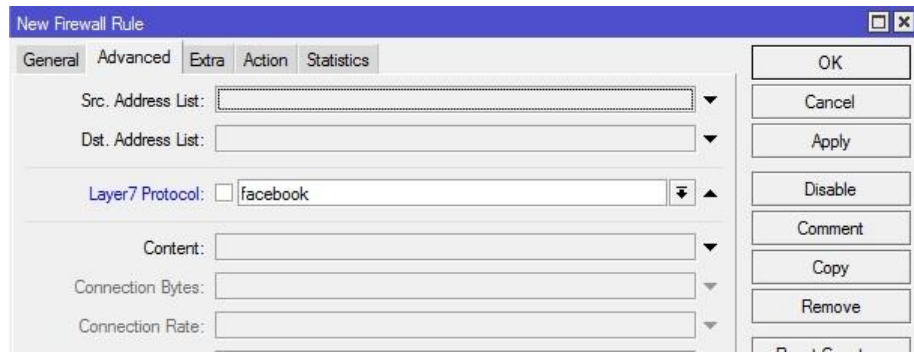 New Firewall Rule
General Advanced Extra Action Statistics
Src. Address List:
Dst. Address List:
Layer7 Protocol: facebook
Content:
Connection Bytes:
Connection Rate:
OK
Cancel
Apply
Disable
Comment
Copy
Remove